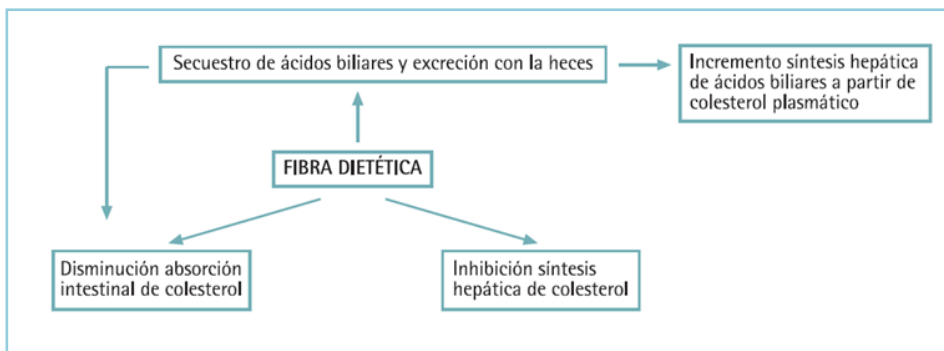 Secuestro de ácidos biliares y excreción con la heces
Incremento síntesis hepática
de ácidos biliares a partir de
colesterol plasmático
FIBRA DIETÉTICA
Disminución absorción
intestinal de colesterol
Inhibición síntesis
hepática de colesterol